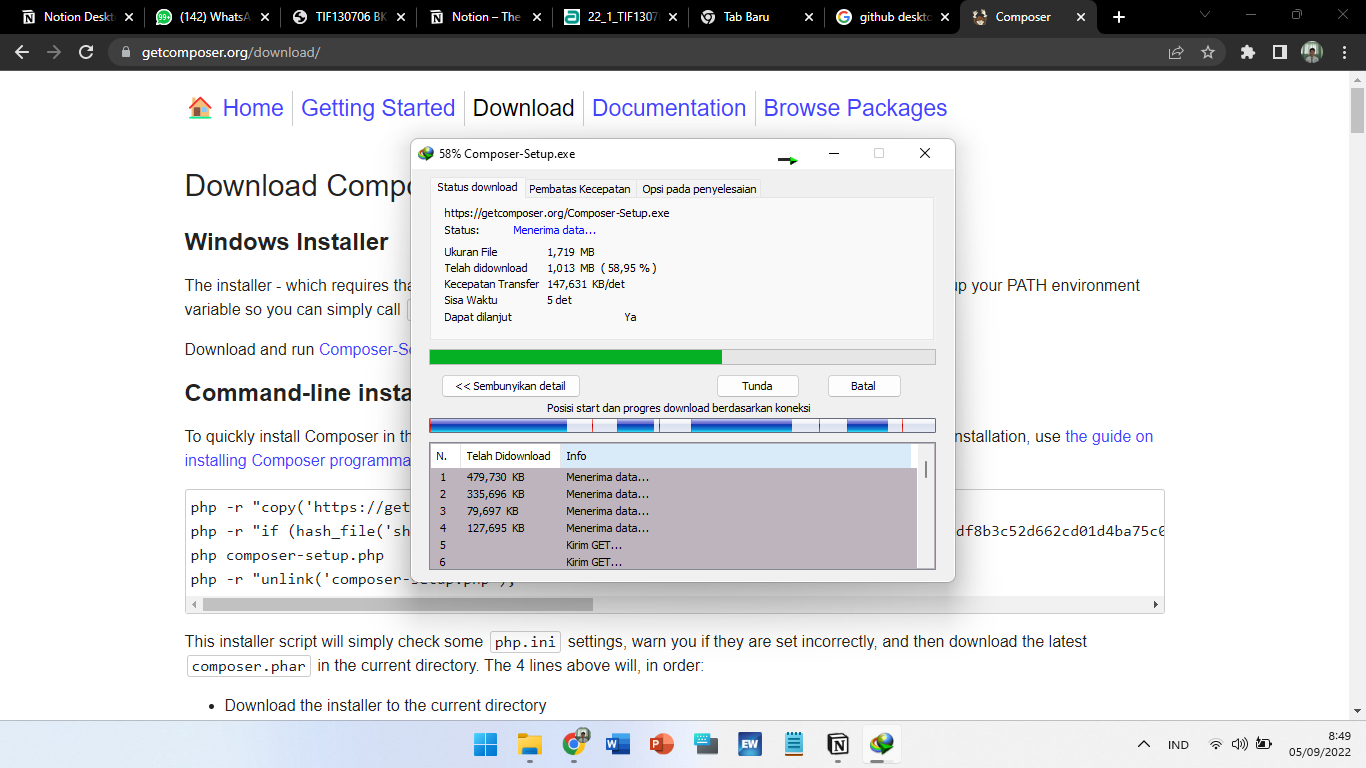 Notion Deskt
(142) WhatsA
TIF130706 BK
Notion – The
22_1_TIF1307
Tab Baru
github deskto
Composer
getcomposer.org/download/
Home
Getting Started
Download
Documentation
Browse Packages
58% Composer-Setup.exe
Download Compo
Status download
Pembatas Kecepatan
Opsi pada penyelesaian
https://getcomposer.org/Composer-Setup.exe
Status: Menerima data...
Windows Installer
Ukuran File 1,719 MB
Telah didownload 1,013 MB ( 58,95 % )
Kecepatan Transfer 147,631 KB/det
Sisa Waktu 5 det
Dapat dilanjut Ya
The installer - which requires tha
up your PATH environment
variable so you can simply call
Download and run Composer-Se
<< Sembunyikan detail
Tunda
Batal
Command-line insta
Posisi start dan progres download berdasarkan koneksi
To quickly install Composer in th
nstallation, use the guide on
installing Composer programma
N. Telah Didownload Info
1 479,730 KB Menerima data...
2 335,696 KB Menerima data...
3 79,697 KB Menerima data...
4 127,695 KB Menerima data...
5 Kirim GET...
6 Kirim GET...
php -r "copy('https://get
php -r "if (hash_file('sh
df8b3c52d662cd01d4ba75c0
php composer-setup.php
php -r "unlink('composer-setup.php');
This installer script will simply check some php.ini settings, warn you if they are set incorrectly, and then download the latest
composer.phar in the current directory. The 4 lines above will, in order:
• Download the installer to the current directory
EW
IND
8:49
05/09/2022